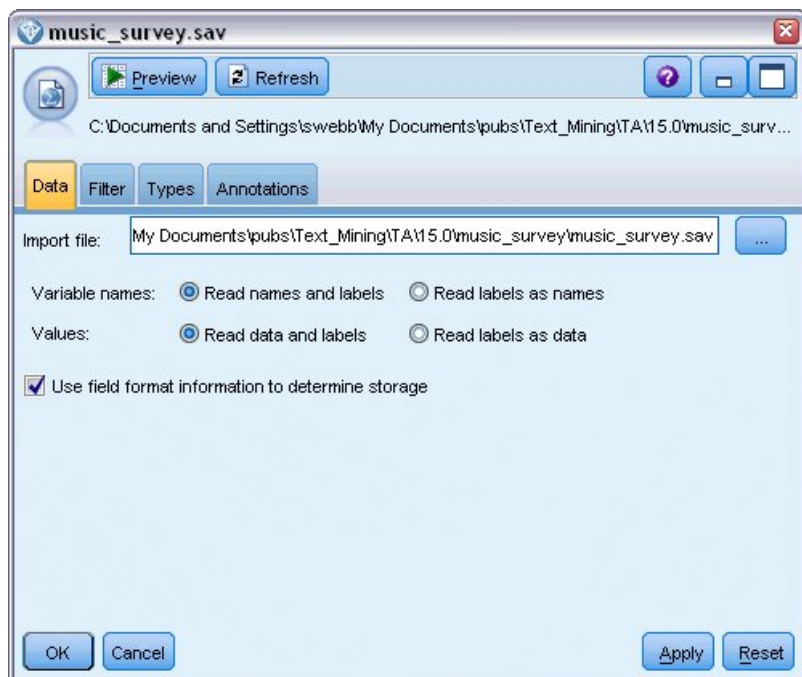 music_survey.sav
Preview Refresh
C:\Documents and Settings\swebb\My Documents\pubs\Text_Mining\TA\15.0\music_surv...
Data Filter Types Annotations
Import file: My Documents\pubs\Text_Mining\TA\15.0\music_survey\music_survey.sav ...
Variable names: Read names and labels Read labels as names
Values: Read data and labels Read labels as data
Use field format information to determine storage
OK Cancel Apply Reset